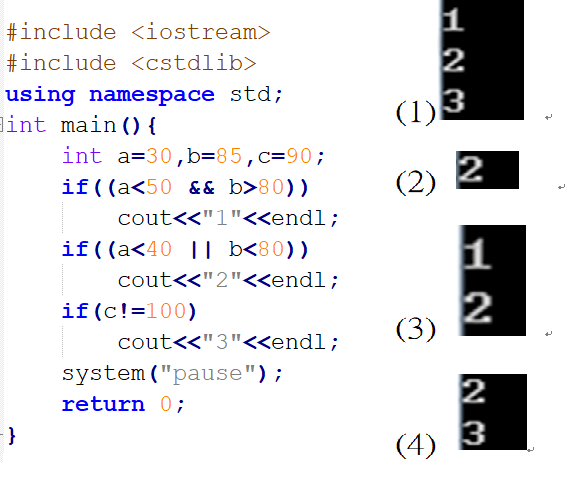 #include <iostream>
#include <cstdlib>
using namespace std;
int main(){
int a=30,b=85,c=90;
if((a<50 && b>80))
cout<<"1"<<endl;
if((a<40 || b<80))
cout<<"2"<<endl;
if(c!=100)
cout<<"3"<<endl;
system("pause");
return 0;
}
(1)
1
2
3
(2)
2
(3)
1
2
(4)
2
3